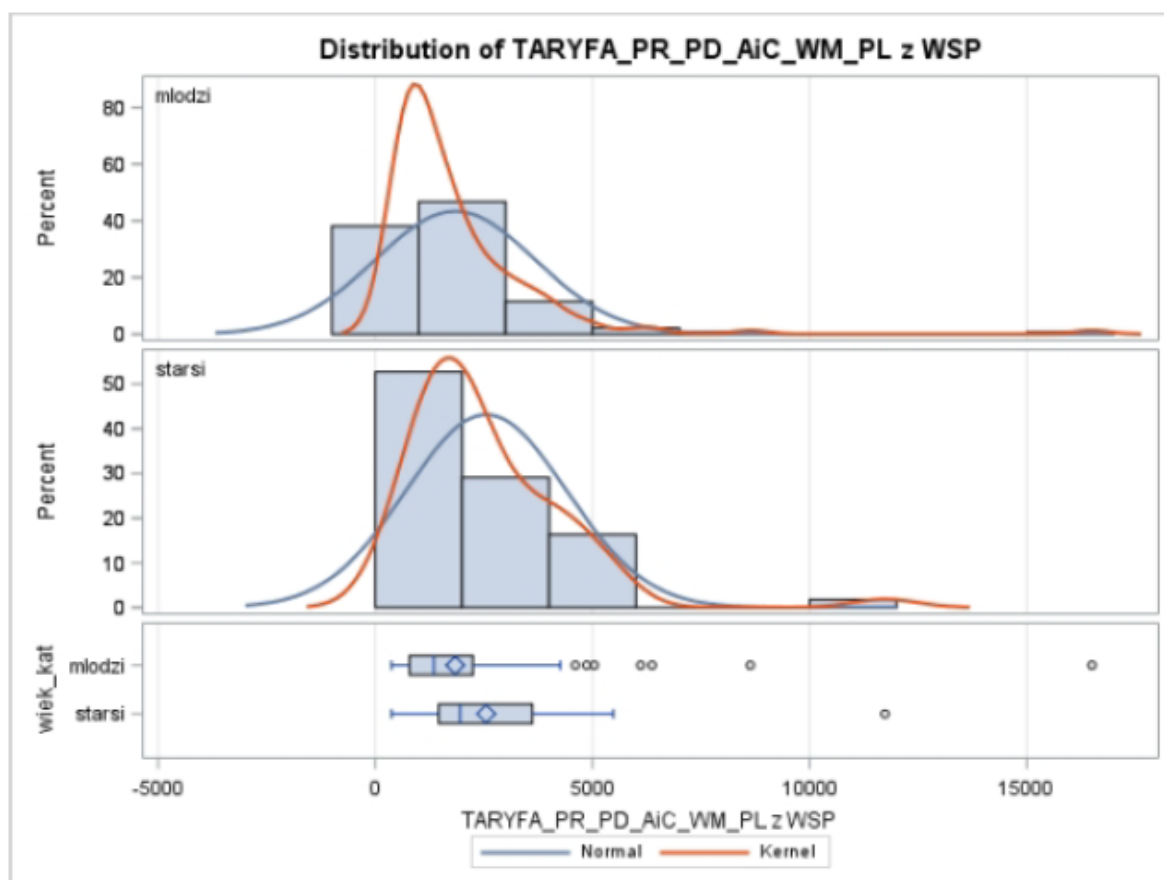 Distribution of TARYFA_PR_PD_AiC_WM_PL z WSP
mlodzi
Percent
80
60
40
20
0
starsi
Percent
50
40
30
20
10
0
wiek_kat
mlodzi
starsi
-5000 0 5000 10000 15000
TARYFA_PR_PD_AiC_WM_PL z WSP
Normal Kernel